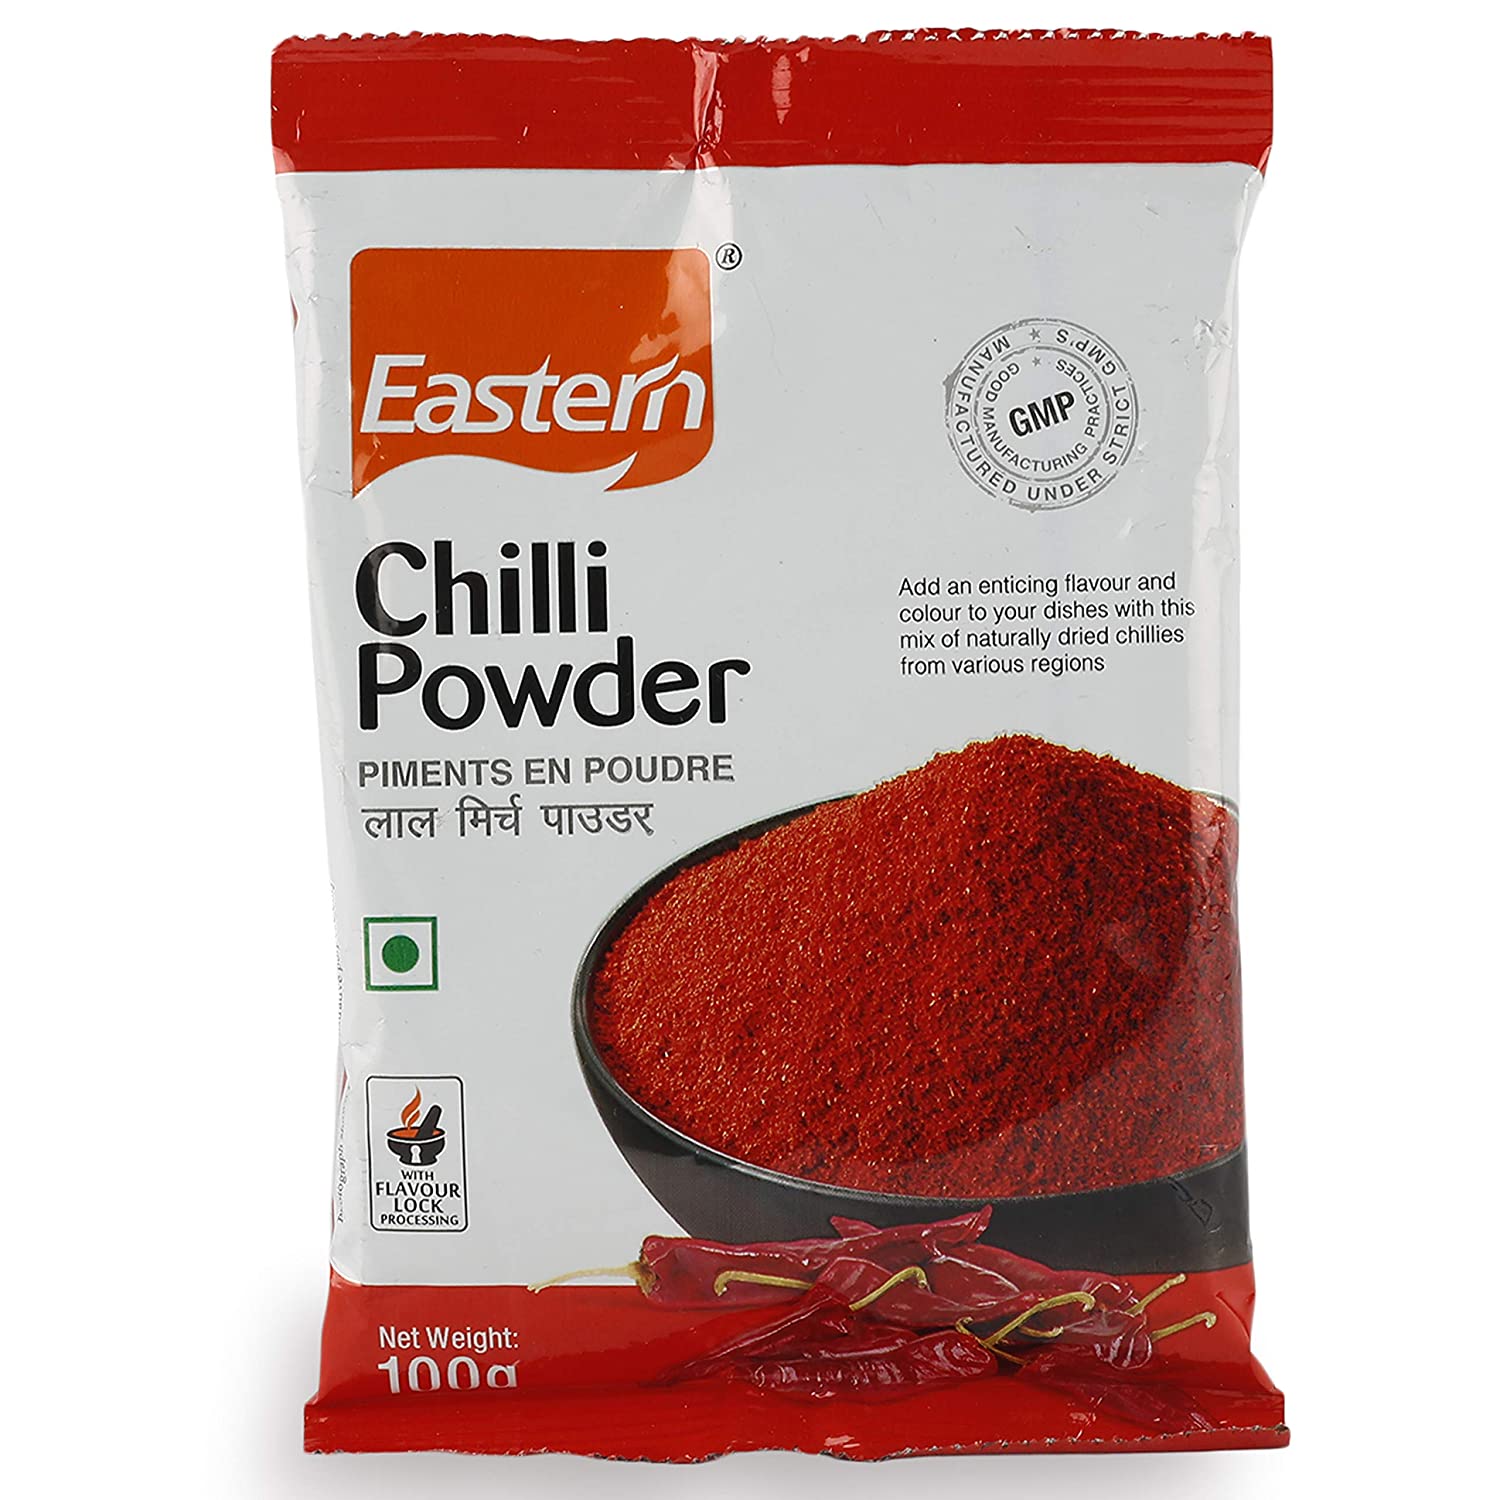 Eastern®
MANUFACTURED UNDER STRICT GMP'S
GOOD MANUFACTURING PRACTICES
GMP
Add an enticing flavour and
colour to your dishes with this
mix of naturally dried chillies
from various regions
Chilli
Powder
PIMENTS EN POUDRE
लाल मिर्च पाउडर
WITH
FLAVOUR
LOCK
PROCESSING
Net Weight:
100g